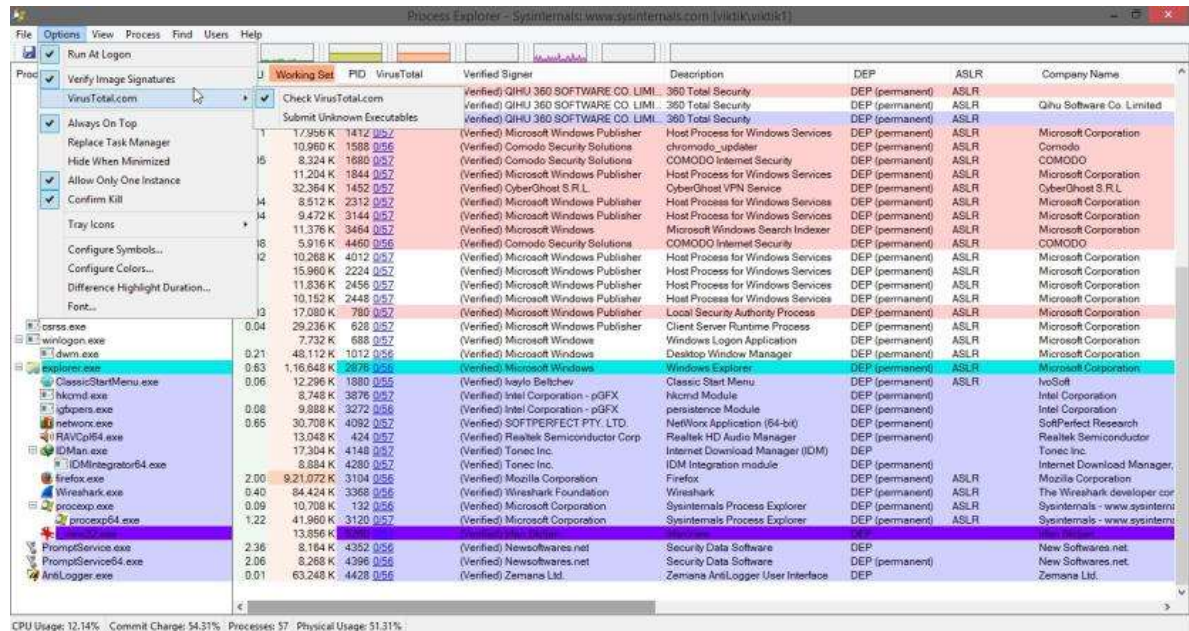 Process Explorer - Sysinternals: www.sysinternals.com [viktik\viktik1]
File Options View Process Find Users Help
Run At Logon
Verify Image Signatures
VirusTotal.com
Always On Top
Replace Task Manager
Hide When Minimized
Allow Only One Instance
Confirm Kill
Tray Icons
Configure Symbols...
Configure Colors...
Difference Highlight Duration...
Font...
Check VirusTotal.com
Submit Unknown Executables
Proc U Working Set PID VirusTotal Verified Signer Description DEP ASLR Company Name
Verified) QIHU 360 SOFTWARE CO. LIMI... 360 Total Security DEP (permanent) ASLR
Verified) QIHU 360 SOFTWARE CO. LIMI... 360 Total Security DEP (permanent) ASLR Qihu Software Co. Limited
Verified) QIHU 360 SOFTWARE CO. LIMI... 360 Total Security DEP (permanent) ASLR
17,956 K 1412 0/57 (Verified) Microsoft Windows Publisher Host Process for Windows Services DEP (permanent) ASLR Microsoft Corporation
10,960 K 1588 0/56 (Verified) Comodo Security Solutions chromodo_updater DEP (permanent) ASLR Comodo
8,324 K 1680 0/57 (Verified) Comodo Security Solutions COMODO Internet Security DEP (permanent) ASLR COMODO
11,204 K 1844 0/57 (Verified) Microsoft Windows Publisher Host Process for Windows Services DEP (permanent) ASLR Microsoft Corporation
32,364 K 1452 0/57 (Verified) CyberGhost S.R.L. CyberGhost VPN Service DEP (permanent) ASLR CyberGhost S.R.L
8,512 K 2312 0/57 (Verified) Microsoft Windows Publisher Host Process for Windows Services DEP (permanent) ASLR Microsoft Corporation
9,472 K 3144 0/57 (Verified) Microsoft Windows Publisher Host Process for Windows Services DEP (permanent) ASLR Microsoft Corporation
11,376 K 3464 0/57 (Verified) Microsoft Windows Microsoft Windows Search Indexer DEP (permanent) ASLR Microsoft Corporation
5,916 K 4460 0/56 (Verified) Comodo Security Solutions COMODO Internet Security DEP (permanent) ASLR COMODO
10,268 K 4012 0/57 (Verified) Microsoft Windows Publisher Host Process for Windows Services DEP (permanent) ASLR Microsoft Corporation
15,960 K 2224 0/57 (Verified) Microsoft Windows Publisher Host Process for Windows Services DEP (permanent) ASLR Microsoft Corporation
11,836 K 2456 0/57 (Verified) Microsoft Windows Publisher Host Process for Windows Services DEP (permanent) ASLR Microsoft Corporation
10,152 K 2448 0/57 (Verified) Microsoft Windows Publisher Host Process for Windows Services DEP (permanent) ASLR Microsoft Corporation
17,080 K 780 0/57 (Verified) Microsoft Windows Publisher Local Security Authority Process DEP (permanent) ASLR Microsoft Corporation
csrss.exe 0.04 29,236 K 628 0/57 (Verified) Microsoft Windows Publisher Client Server Runtime Process DEP (permanent) ASLR Microsoft Corporation
winlogon.exe 7,732 K 688 0/57 (Verified) Microsoft Windows Windows Logon Application DEP (permanent) ASLR Microsoft Corporation
dwm.exe 0.21 48,112 K 1012 0/56 (Verified) Microsoft Windows Desktop Window Manager DEP (permanent) ASLR Microsoft Corporation
explorer.exe 0.63 1,16,648 K 2876 0/56 (Verified) Microsoft Windows Windows Explorer DEP (permanent) ASLR Microsoft Corporation
ClassicStartMenu.exe 0.06 12,296 K 1880 0/55 (Verified) Ivaylo Beltchev Classic Start Menu DEP (permanent) ASLR IvoSoft
hkcmd.exe 8,748 K 3876 0/57 (Verified) Intel Corporation - pGFX hkcmd Module DEP (permanent) Intel Corporation
igfxpers.exe 0.08 9,888 K 3272 0/56 (Verified) Intel Corporation - pGFX persistence Module DEP (permanent) Intel Corporation
networx.exe 0.65 30,708 K 4092 0/57 (Verified) SOFTPERFECT PTY. LTD. NetWorx Application (64-bit) DEP (permanent) SoftPerfect Research
RAVCpl64.exe 13,048 K 424 0/57 (Verified) Realtek Semiconductor Corp Realtek HD Audio Manager DEP (permanent) Realtek Semiconductor
IDMan.exe 17,304 K 4148 0/57 (Verified) Tonec Inc. Internet Download Manager (IDM) DEP Tonec Inc.
IDMIntegrator64.exe 8,884 K 4280 0/57 (Verified) Tonec Inc. IDM Integration module DEP (permanent) Internet Download Manager,
firefox.exe 2.00 9,21,072 K 3104 0/56 (Verified) Mozilla Corporation Firefox DEP (permanent) ASLR Mozilla Corporation
Wireshark.exe 0.40 84,424 K 3368 0/56 (Verified) Wireshark Foundation Wireshark DEP (permanent) ASLR The Wireshark developer cor
procexp.exe 0.09 10,708 K 132 0/56 (Verified) Microsoft Corporation Sysinternals Process Explorer DEP (permanent) ASLR Sysinternals - www.sysinterna
procexp64.exe 1.22 41,960 K 3120 0/57 (Verified) Microsoft Corporation Sysinternals Process Explorer DEP (permanent) ASLR Sysinternals - www.sysinterna
13,856 K DEP
PromptService.exe 2.36 8,164 K 4352 0/56 (Verified) Newsoftwares.net Security Data Software DEP New Softwares.net.
PromptService64.exe 2.06 8,268 K 4396 0/56 (Verified) Newsoftwares.net Security Data Software DEP (permanent) New Softwares.net.
AntiLogger.exe 0.01 63,248 K 4428 0/56 (Verified) Zemana Ltd. Zemana AntiLogger User Interface DEP Zemana Ltd.
CPU Usage: 12.14% Commit Charge: 54.31% Processes: 57 Physical Usage: 51.31%